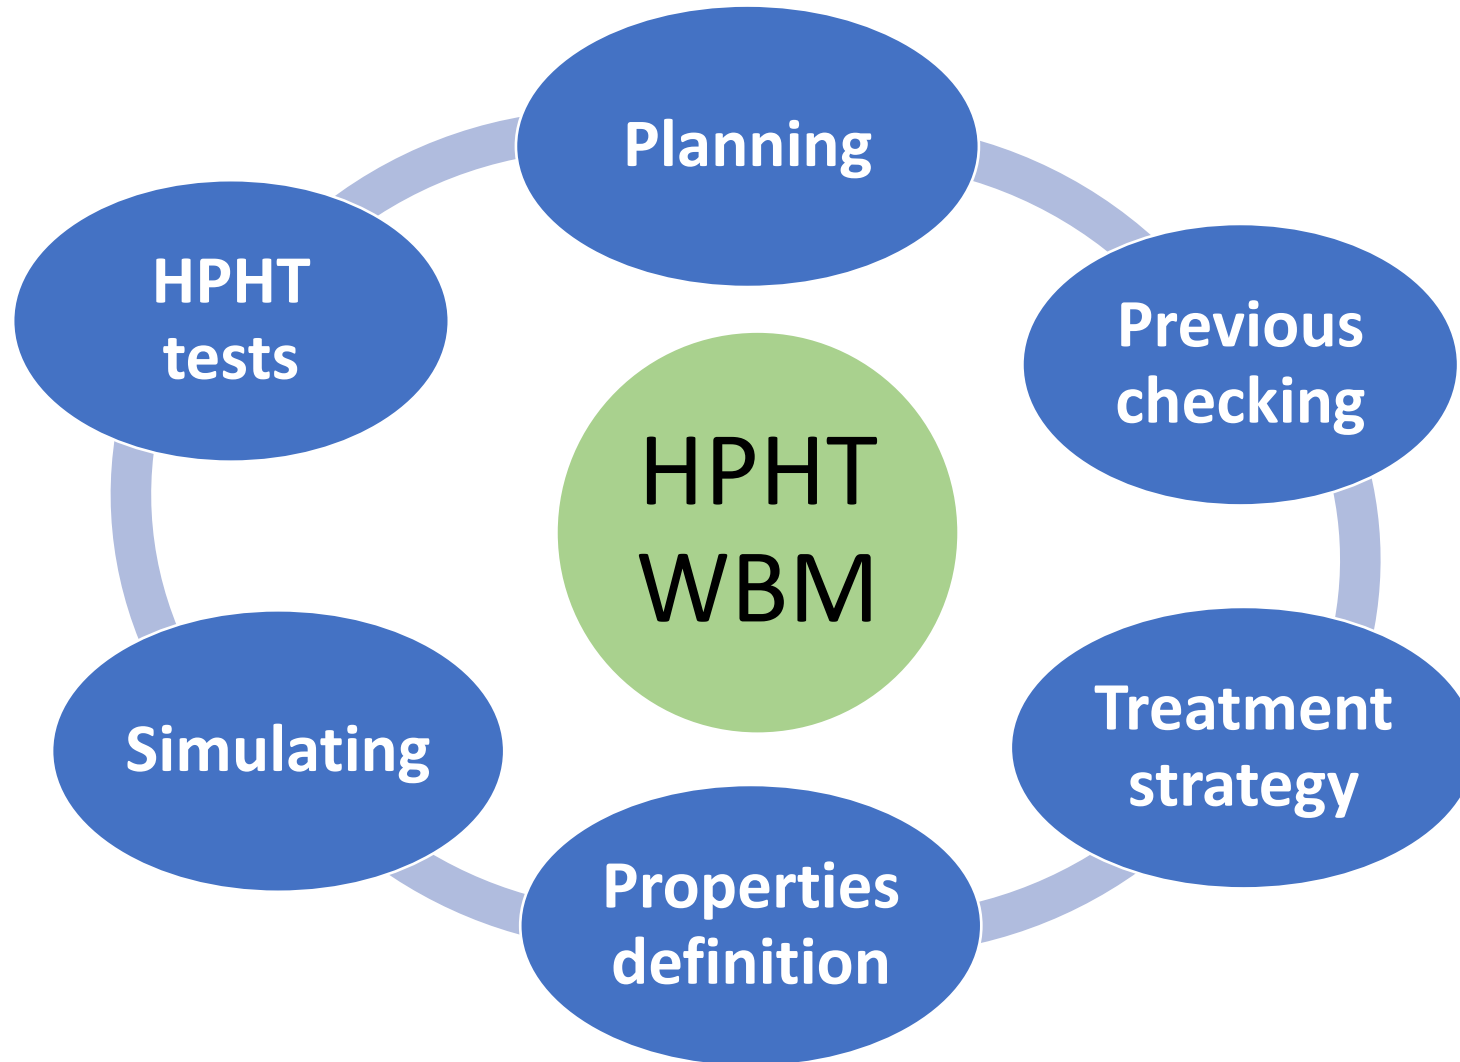 Planning
Previous
checking
Treatment
strategy
Properties
definition
Simulating
HPHT
tests
HPHT
WBM